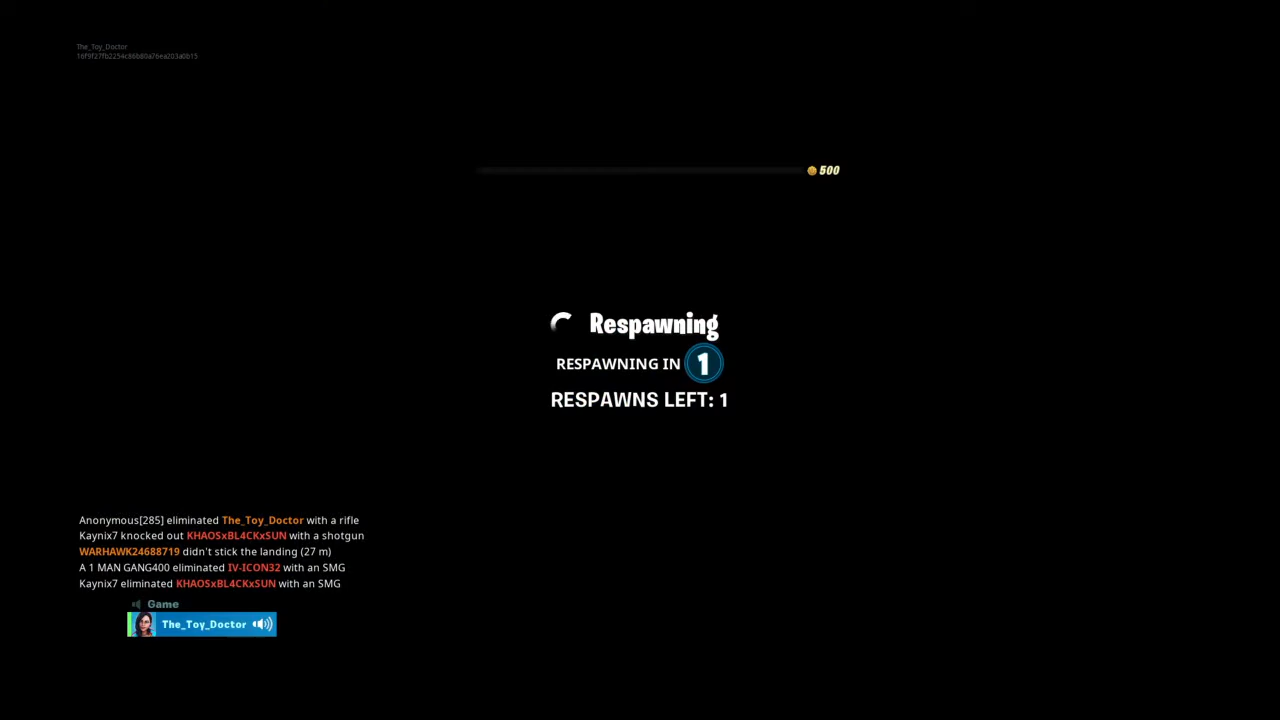 The_Toy_Doctor
16f9f27fb2254c86b80a76ea203a0b15
500
Respawning
RESPAWNING IN 1
RESPAWNS LEFT: 1
Anonymous[285] eliminated The_Toy_Doctor with a rifle
Kaynix7 knocked out KHAOSxBL4CKxSUN with a shotgun
WARHAWK24688719 didn't stick the landing (27 m)
A 1 MAN GANG400 eliminated IV-ICON32 with an SMG
Kaynix7 eliminated KHAOSxBL4CKxSUN with an SMG
Game
The_Toy_Doctor